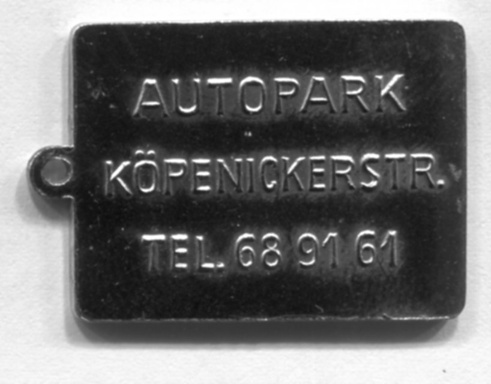 AUTOPARK
KÖPENICKERSTR.
TEL. 68 91 61